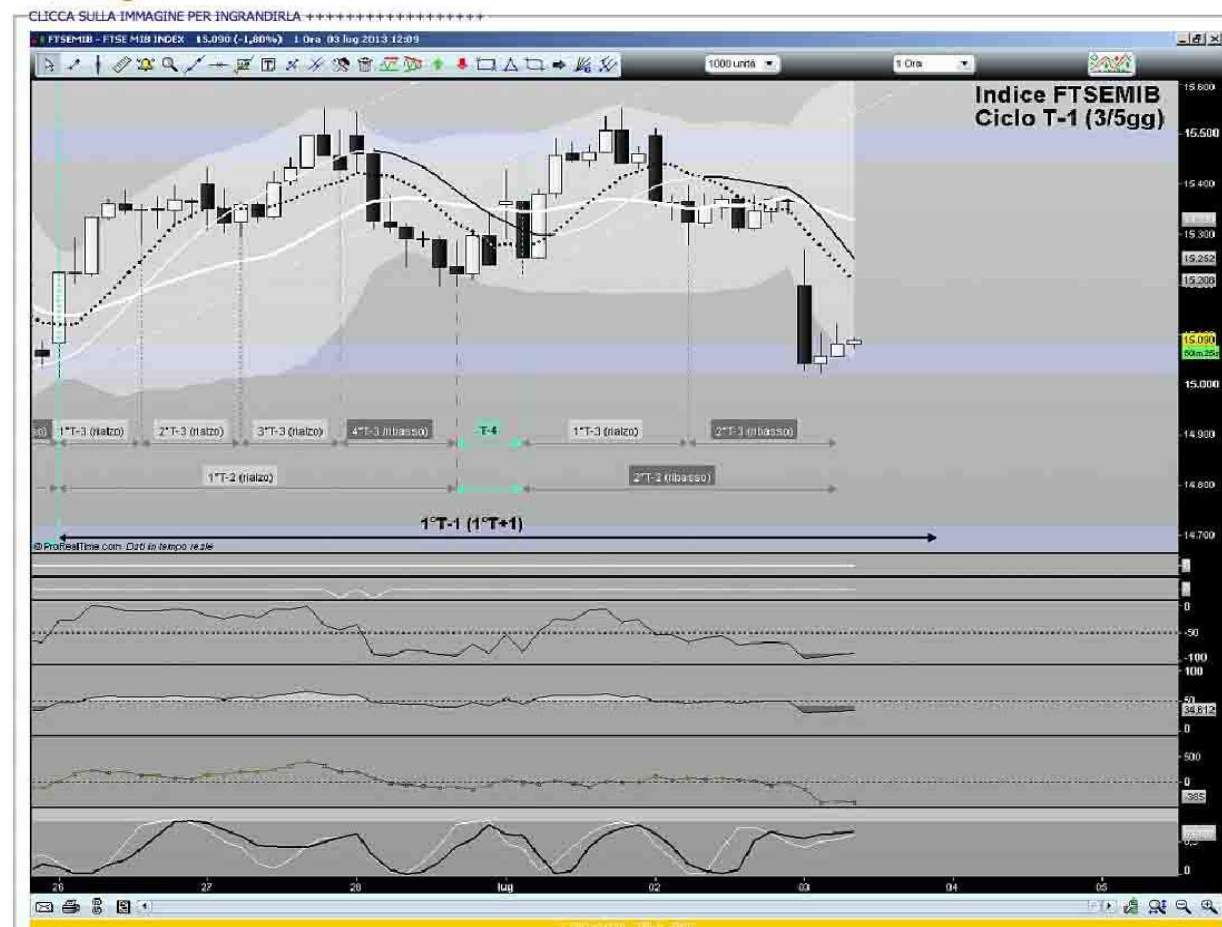 CLICCA SULLA IMMAGINE PER INGRANDIRLA ++++++++++++++++++
FTSEMIB - FTSE MIB INDEX 15.090 (-1,80%) 1 Ora 03 lug 2013 12:09
1000 unità
1 Ora
Indice FTSEMIB
Ciclo T-1 (3/5gg)
15.600
15.500
15.400
15.300
15.252
15.206
15.090
15.000
14.900
14.800
14.700
1°T-3 (rialzo) 2°T-3 (rialzo) 3°T-3 (rialzo) 4°T-3 (ribasso) T-4 1°T-3 (rialzo) 2°T-3 (ribasso)
1°T-2 (rialzo) 2°T-2 (ribasso)
1°T-1 (1°T+1)
© ProRealTime.com Dati in tempo reale
0
-50
-100
100
50
34,812
0
500
0
-385
0,5
0
26 27 28 lug 02 03 04 05